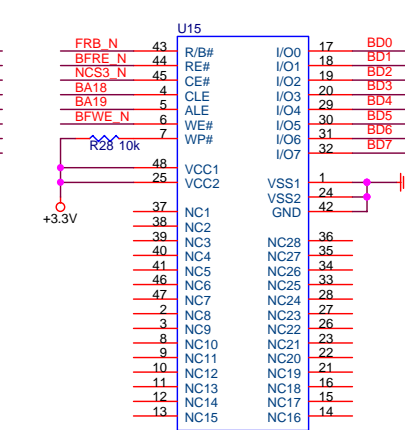 U15
FRB_N 43 R/B# I/O0 17 BD0
BFRE_N 44 RE# I/O1 18 BD1
NCS3_N 45 CE# I/O2 19 BD2
BA18 4 CLE I/O3 20 BD3
BA19 5 ALE I/O4 29 BD4
BFWE_N 6 WE# I/O5 30 BD5
R28 10k 7 WP# I/O6 31 BD6
I/O7 32 BD7
48 VCC1
25 VCC2 VSS1 1
VSS2 24
+3.3V 37 NC1 GND 42
38 NC2
39 NC3 NC28 36
40 NC4 NC27 35
41 NC5 NC26 34
46 NC6 NC25 33
47 NC7 NC24 28
2 NC8 NC23 27
3 NC9 NC22 26
8 NC10 NC21 23
9 NC11 NC20 22
10 NC12 NC19 21
11 NC13 NC18 16
12 NC14 NC17 15
13 NC15 NC16 14